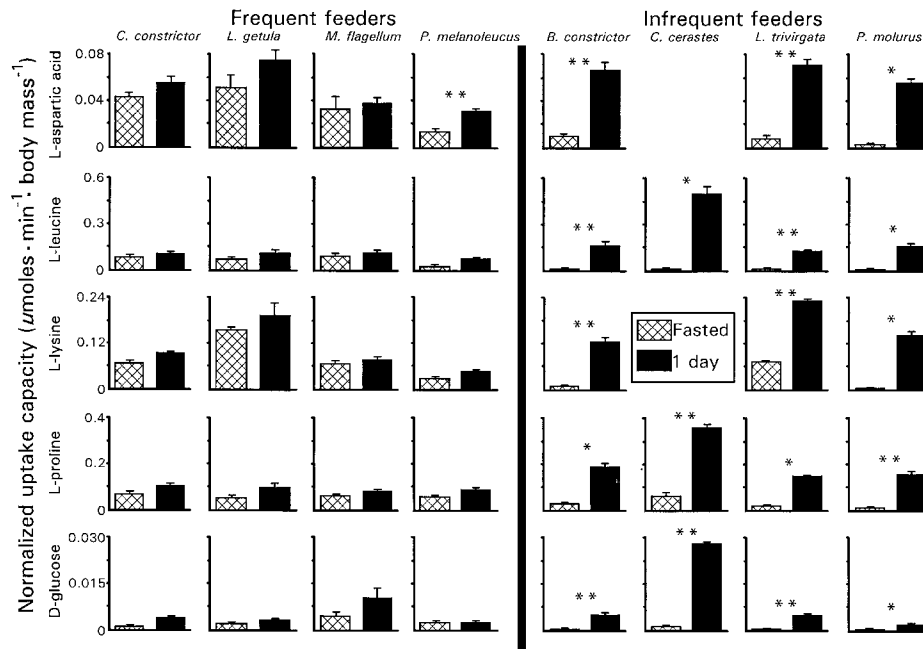 Frequent feeders
Infrequent feeders
C. constrictor L. getula M. flagellum P. melanoleucus B. constrictor C. cerastes L. trivirgata P. molurus
Normalized uptake capacity (umoles · min⁻¹· body mass⁻¹)
L-aspartic acid
0.08
0.04
0
** ** ** *
L-leucine
0.6
0.3
0
** * ** *
L-lysine
0.24
0.12
0
** ** *
Fasted
1 day
L-proline
0.4
0.2
0
* ** * **
D-glucose
0.030
0.015
0
** ** ** *